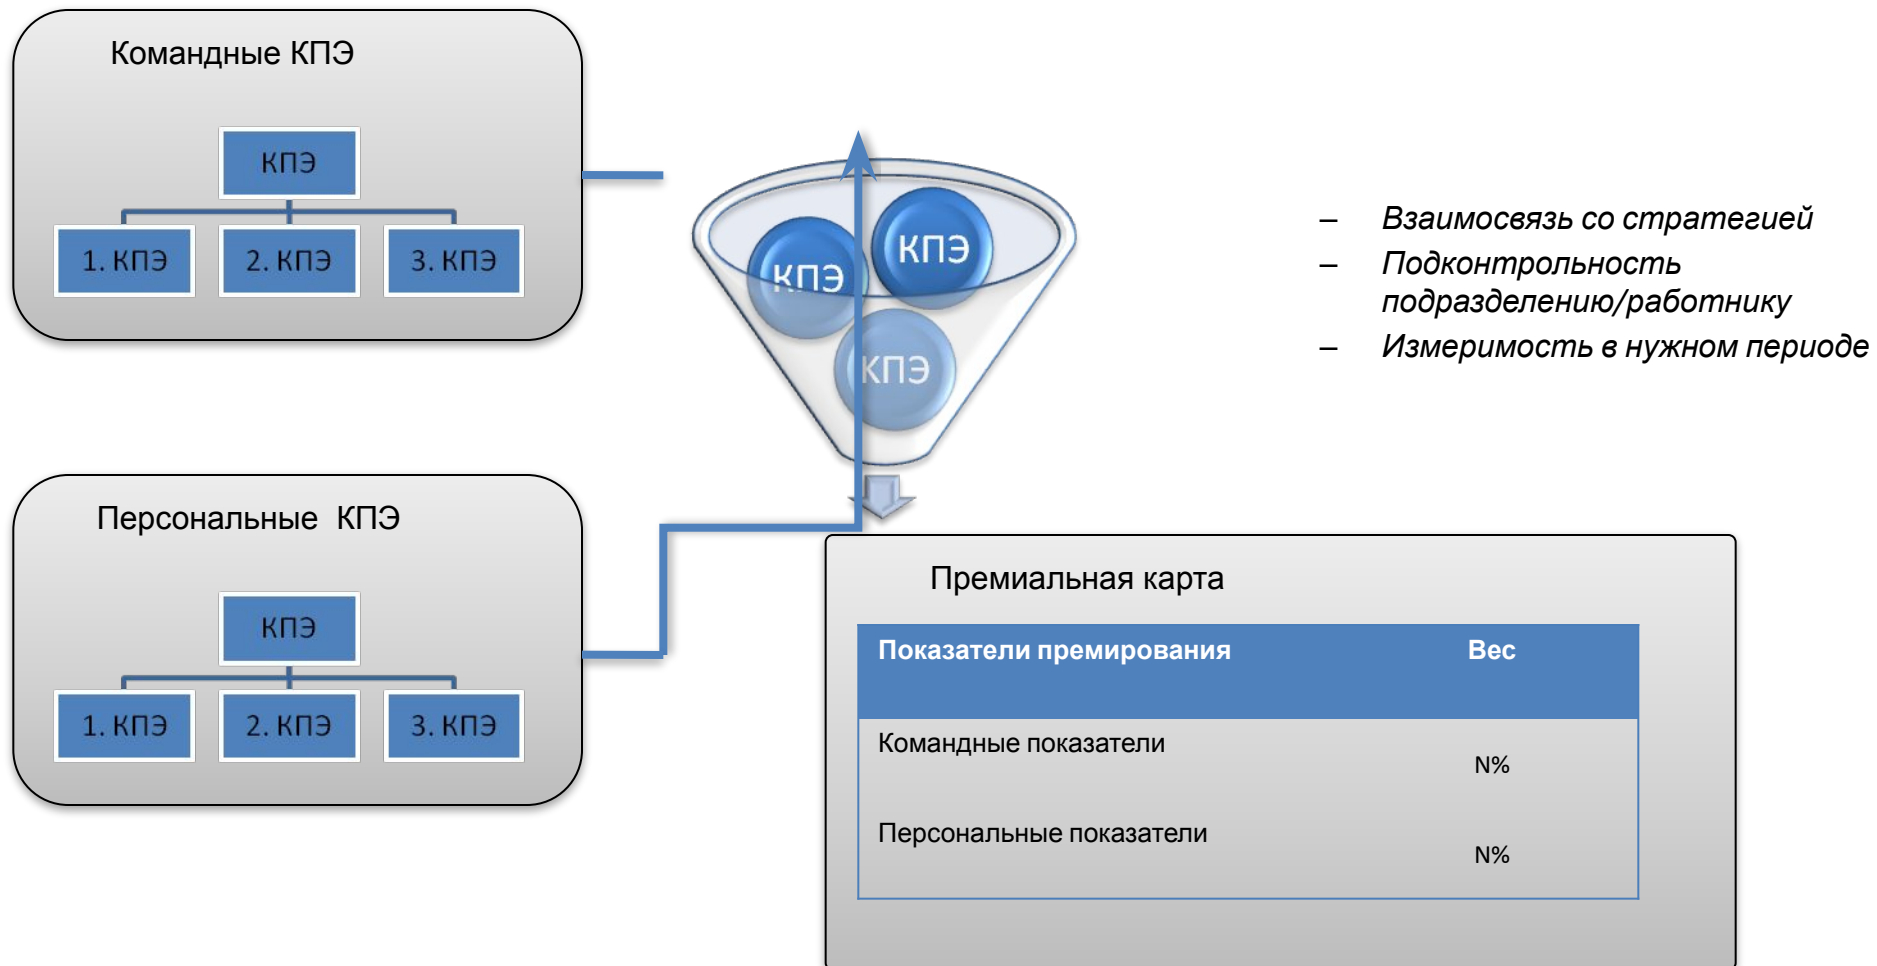 Командные КПЭ
КПЭ
1. КПЭ 2. КПЭ 3. КПЭ
КПЭ
КПЭ
КПЭ
– Взаимосвязь со стратегией
– Подконтрольность
подразделению/работнику
– Измеримость в нужном периоде
Персональные КПЭ
КПЭ
1. КПЭ 2. КПЭ 3. КПЭ
Премиальная карта
Показатели премирования Вес
Командные показатели
N%
Персональные показатели
N%